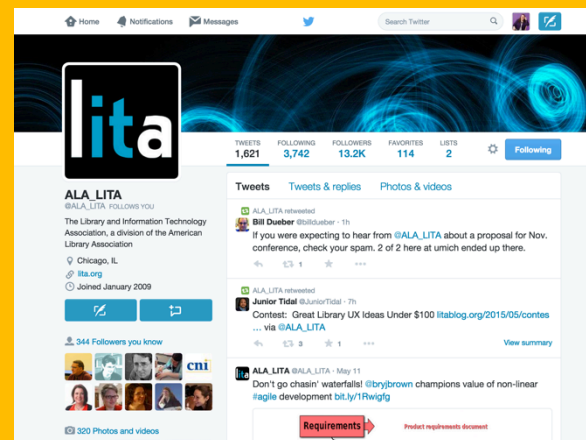 Home Notifications Messages Search Twitter
lita
TWEETS FOLLOWING FOLLOWERS FAVORITES LISTS
1,621 3,742 13.2K 114 2 Following
ALA_LITA
@ALA_LITA FOLLOWS YOU
The Library and Information Technology
Association, a division of the American
Library Association
Chicago, IL
lita.org
Joined January 2009
344 Followers you know
cni
320 Photos and videos
Tweets Tweets & replies Photos & videos
ALA_LITA retweeted
Bill Dueber @billdueber · 1h
If you were expecting to hear from @ALA_LITA about a proposal for Nov.
conference, check your spam. 2 of 2 here at umich ended up there.
1
ALA_LITA retweeted
Junior Tidal @JuniorTidal · 7h
Contest: Great Library UX Ideas Under $100 litablog.org/2015/05/contes
... via @ALA_LITA
3 1 View summary
lita
ALA_LITA @ALA_LITA · May 11
Don't go chasin' waterfalls! @bryjbrown champions value of non-linear
#agile development bit.ly/1Rwigfg
Requirements Product requirements document